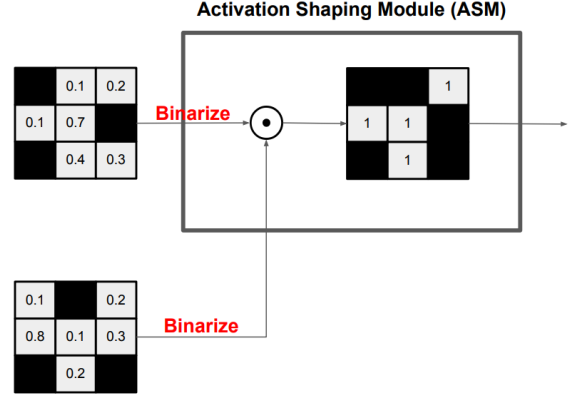 Activation Shaping Module (ASM)
0.1 0.2
0.1 0.7
0.4 0.3
Binarize
1
1 1
1
0.1 0.2
0.8 0.1 0.3
0.2
Binarize